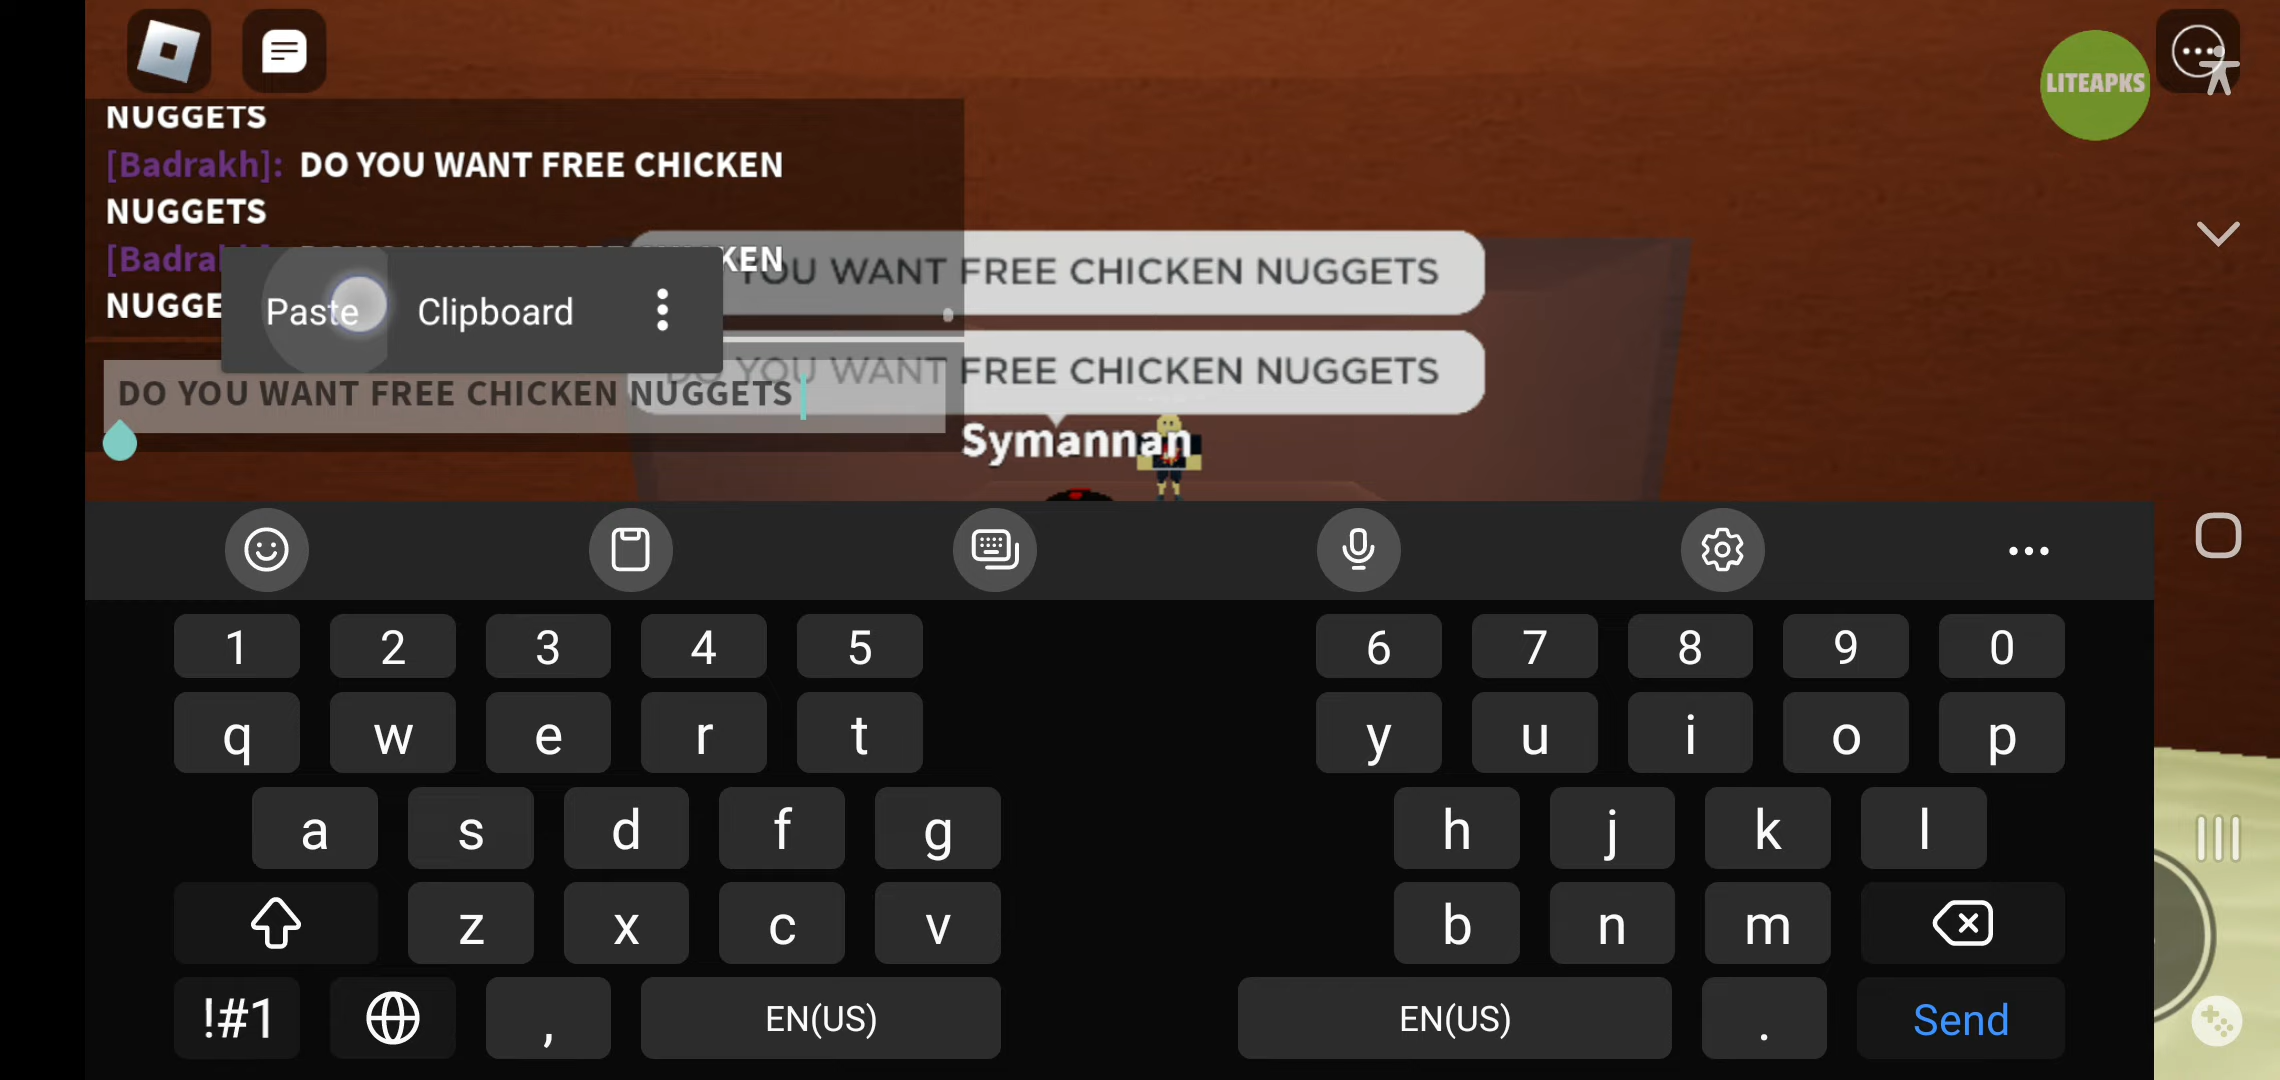 LITEAPKS
NUGGETS
[Badrakh]: DO YOU WANT FREE CHICKEN
NUGGETS
KEN
Paste Clipboard
YOU WANT FREE CHICKEN NUGGETS
DO YOU WANT FREE CHICKEN NUGGETS
DO YOU WANT FREE CHICKEN NUGGETS
Symannan
1 2 3 4 5 6 7 8 9 0
q w e r t y u i o p
a s d f g h j k l
z x c v b n m
!#1 , EN(US) EN(US) . Send